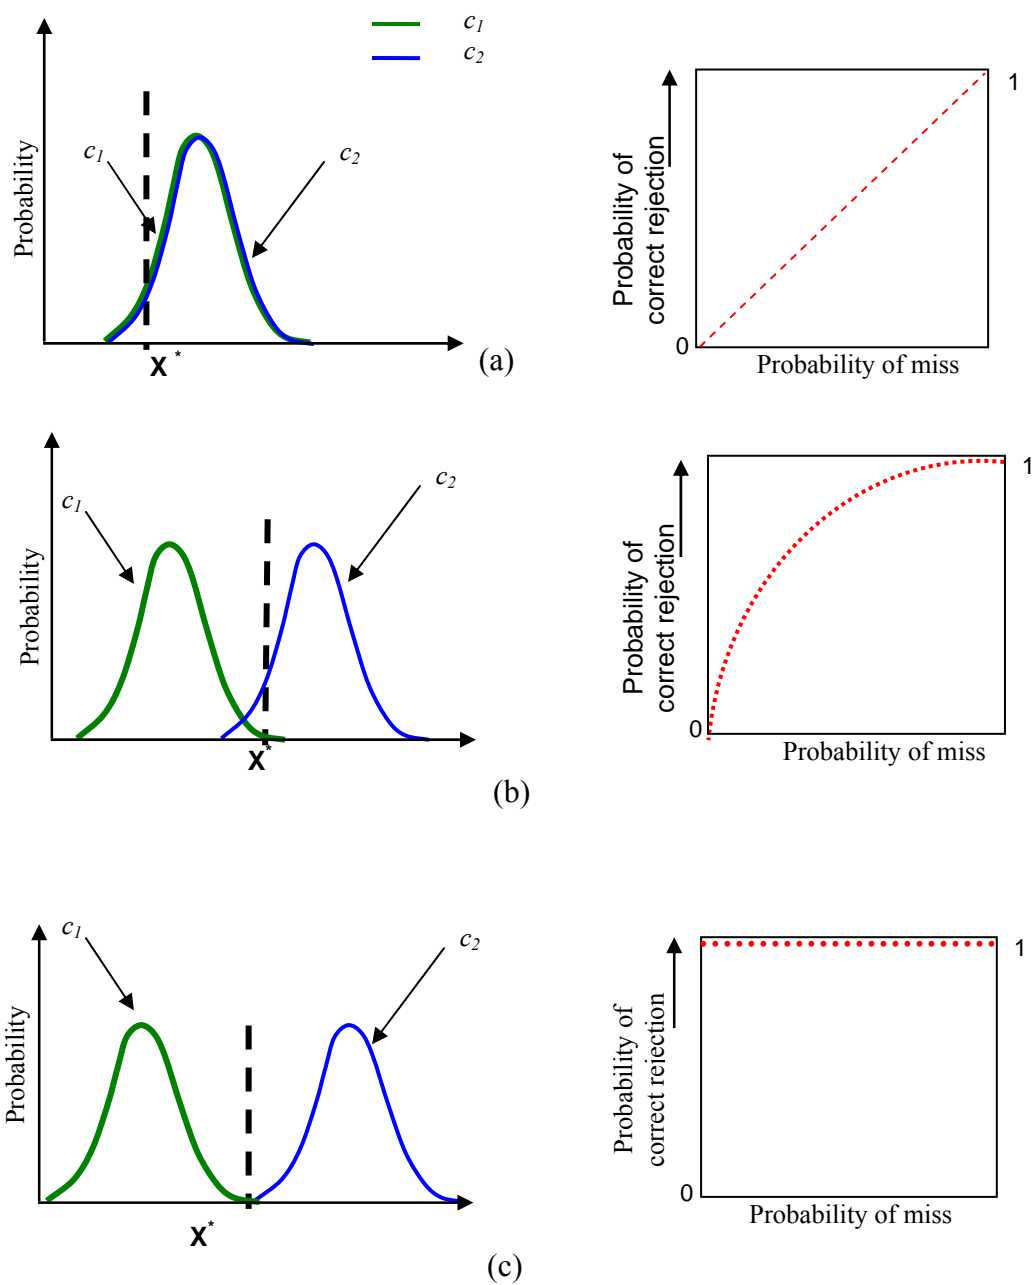 c1
c2
Probability
c1
c2
X *
(a)
Probability of
correct rejection
1
0
Probability of miss
Probability
c1
c2
X*
(b)
Probability of
correct rejection
1
0
Probability of miss
Probability
c1
c2
X*
(c)
Probability of
correct rejection
1
0
Probability of miss